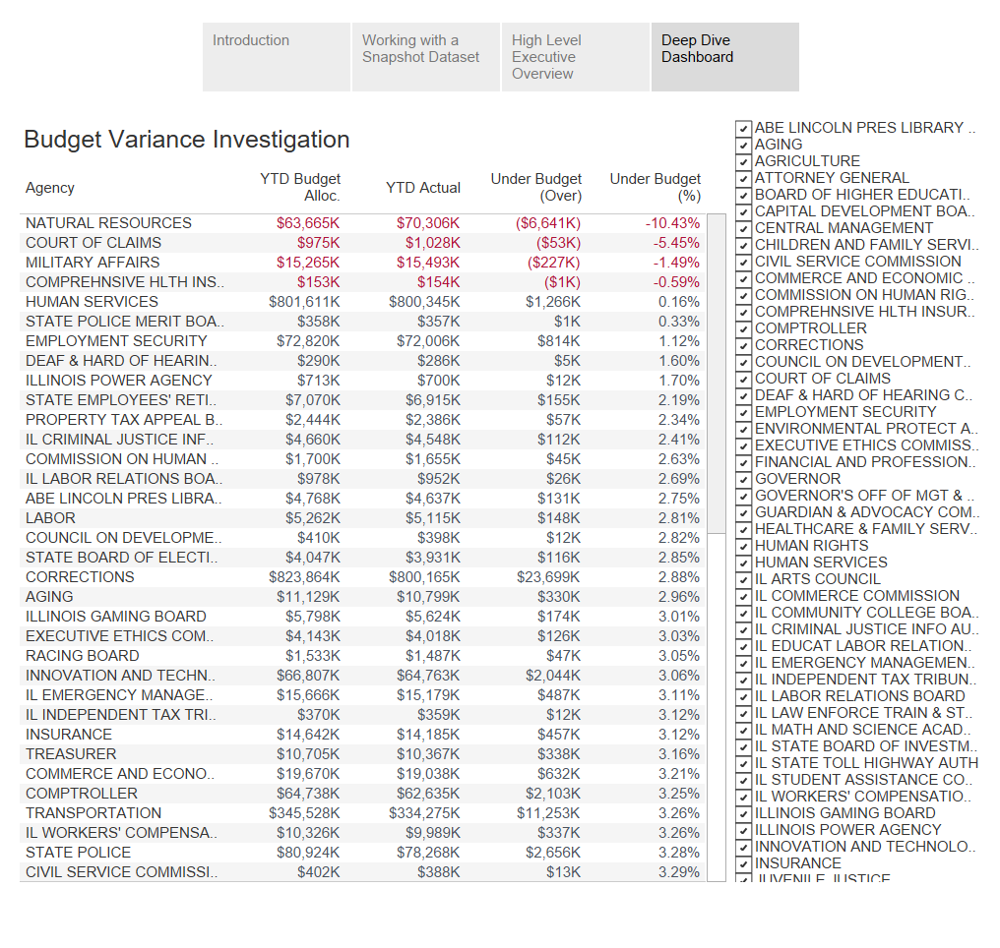 Introduction
Working with a
Snapshot Dataset
High Level
Executive
Overview
Deep Dive
Dashboard
Budget Variance Investigation
Agency YTD Budget Alloc. YTD Actual Under Budget (Over) Under Budget (%)
NATURAL RESOURCES $63,665K $70,306K ($6,641K) -10.43%
COURT OF CLAIMS $975K $1,028K ($53K) -5.45%
MILITARY AFFAIRS $15,265K $15,493K ($227K) -1.49%
COMPREHNSIVE HLTH INS.. $153K $154K ($1K) -0.59%
HUMAN SERVICES $801,611K $800,345K $1,266K 0.16%
STATE POLICE MERIT BOA.. $358K $357K $1K 0.33%
EMPLOYMENT SECURITY $72,820K $72,006K $814K 1.12%
DEAF & HARD OF HEARIN.. $290K $286K $5K 1.60%
ILLINOIS POWER AGENCY $713K $700K $12K 1.70%
STATE EMPLOYEES' RETI.. $7,070K $6,915K $155K 2.19%
PROPERTY TAX APPEAL B.. $2,444K $2,386K $57K 2.34%
IL CRIMINAL JUSTICE INF.. $4,660K $4,548K $112K 2.41%
COMMISSION ON HUMAN .. $1,700K $1,655K $45K 2.63%
IL LABOR RELATIONS BOA.. $978K $952K $26K 2.69%
ABE LINCOLN PRES LIBRA.. $4,768K $4,637K $131K 2.75%
LABOR $5,262K $5,115K $148K 2.81%
COUNCIL ON DEVELOPME.. $410K $398K $12K 2.82%
STATE BOARD OF ELECTI.. $4,047K $3,931K $116K 2.85%
CORRECTIONS $823,864K $800,165K $23,699K 2.88%
AGING $11,129K $10,799K $330K 2.96%
ILLINOIS GAMING BOARD $5,798K $5,624K $174K 3.01%
EXECUTIVE ETHICS COM.. $4,143K $4,018K $126K 3.03%
RACING BOARD $1,533K $1,487K $47K 3.05%
INNOVATION AND TECHN.. $66,807K $64,763K $2,044K 3.06%
IL EMERGENCY MANAGE.. $15,666K $15,179K $487K 3.11%
IL INDEPENDENT TAX TRI.. $370K $359K $12K 3.12%
INSURANCE $14,642K $14,185K $457K 3.12%
TREASURER $10,705K $10,367K $338K 3.16%
COMMERCE AND ECONO.. $19,670K $19,038K $632K 3.21%
COMPTROLLER $64,738K $62,635K $2,103K 3.25%
TRANSPORTATION $345,528K $334,275K $11,253K 3.26%
IL WORKERS' COMPENSA.. $10,326K $9,989K $337K 3.26%
STATE POLICE $80,924K $78,268K $2,656K 3.28%
CIVIL SERVICE COMMISSI.. $402K $388K $13K 3.29%
ABE LINCOLN PRES LIBRARY ..
AGING
AGRICULTURE
ATTORNEY GENERAL
BOARD OF HIGHER EDUCATI..
CAPITAL DEVELOPMENT BOA..
CENTRAL MANAGEMENT
CHILDREN AND FAMILY SERVI..
CIVIL SERVICE COMMISSION
COMMERCE AND ECONOMIC ..
COMMISSION ON HUMAN RIG..
COMPREHNSIVE HLTH INSUR..
COMPTROLLER
CORRECTIONS
COUNCIL ON DEVELOPMENT..
COURT OF CLAIMS
DEAF & HARD OF HEARING C..
EMPLOYMENT SECURITY
ENVIRONMENTAL PROTECT A..
EXECUTIVE ETHICS COMMISS..
FINANCIAL AND PROFESSION..
GOVERNOR
GOVERNOR'S OFF OF MGT & ..
GUARDIAN & ADVOCACY COM..
HEALTHCARE & FAMILY SERV..
HUMAN RIGHTS
HUMAN SERVICES
IL ARTS COUNCIL
IL COMMERCE COMMISSION
IL COMMUNITY COLLEGE BOA..
IL CRIMINAL JUSTICE INFO AU..
IL EDUCAT LABOR RELATION..
IL EMERGENCY MANAGEMEN..
IL INDEPENDENT TAX TRIBUN..
IL LABOR RELATIONS BOARD
IL LAW ENFORCE TRAIN & ST..
IL MATH AND SCIENCE ACAD..
IL STATE BOARD OF INVESTM..
IL STATE TOLL HIGHWAY AUTH
IL STUDENT ASSISTANCE CO..
IL WORKERS' COMPENSATIO..
ILLINOIS GAMING BOARD
ILLINOIS POWER AGENCY
INNOVATION AND TECHNOLO..
INSURANCE
JUVENILE JUSTICE